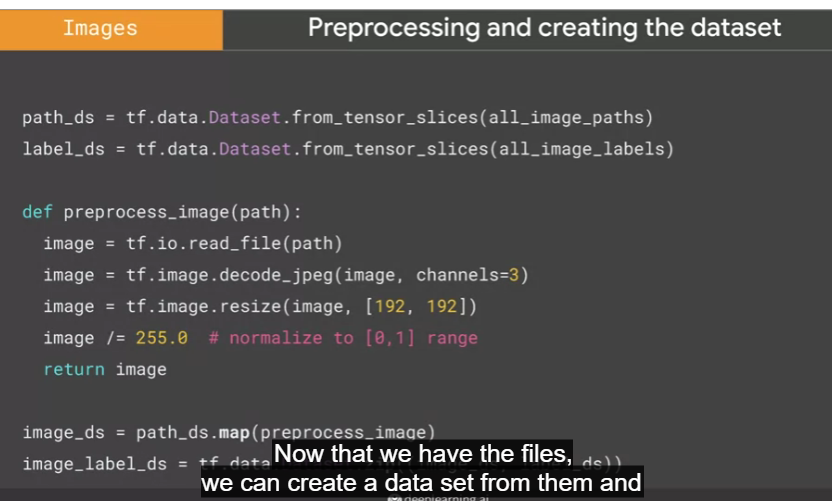 Images
Preprocessing and creating the dataset
path_ds = tf.data.Dataset.from_tensor_slices(all_image_paths)
label_ds = tf.data.Dataset.from_tensor_slices(all_image_labels)
def preprocess_image(path):
image = tf.io.read_file(path)
image = tf.image.decode_jpeg(image, channels=3)
image = tf.image.resize(image, [192, 192])
image /= 255.0 # normalize to [0,1] range
return image
image_ds = path_ds.map(preprocess_image)
image_label_ds = tf.data
Now that we have the files,
we can create a data set from them and
deeplearning.ai